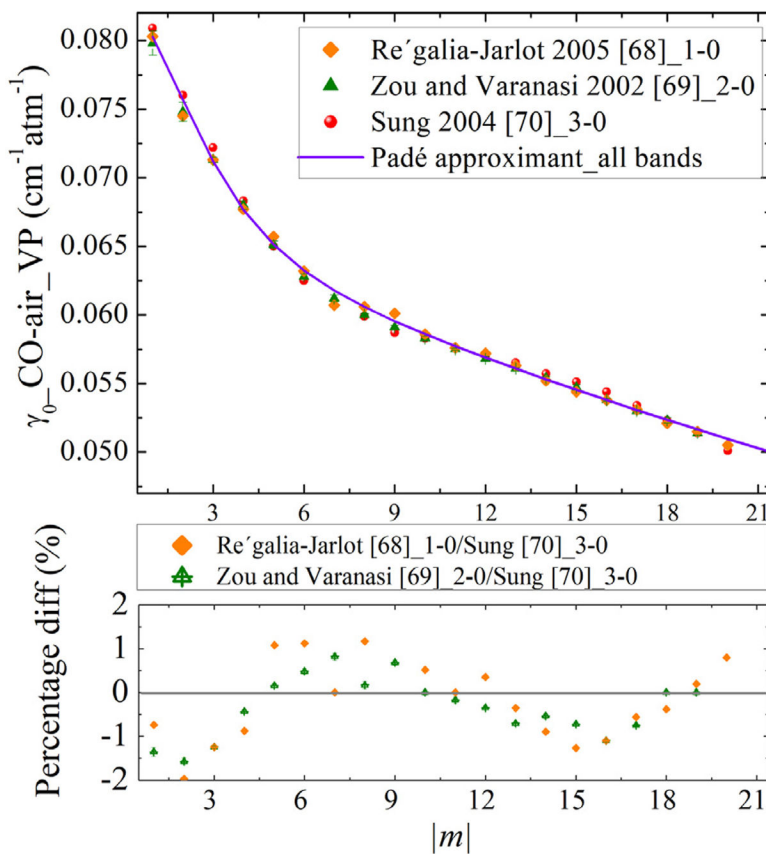 Re´galia-Jarlot 2005 [68]_1-0
Zou and Varanasi 2002 [69]_2-0
Sung 2004 [70]_3-0
Padé approximant_all bands
γ₀_CO-air_VP (cm⁻¹atm⁻¹)
0.080
0.075
0.070
0.065
0.060
0.055
0.050
3 6 9 12 15 18 21
Re´galia-Jarlot [68]_1-0/Sung [70]_3-0
Zou and Varanasi [69]_2-0/Sung [70]_3-0
Percentage diff (%)
2
1
0
-1
-2
3 6 9 12 15 18 21
|m|